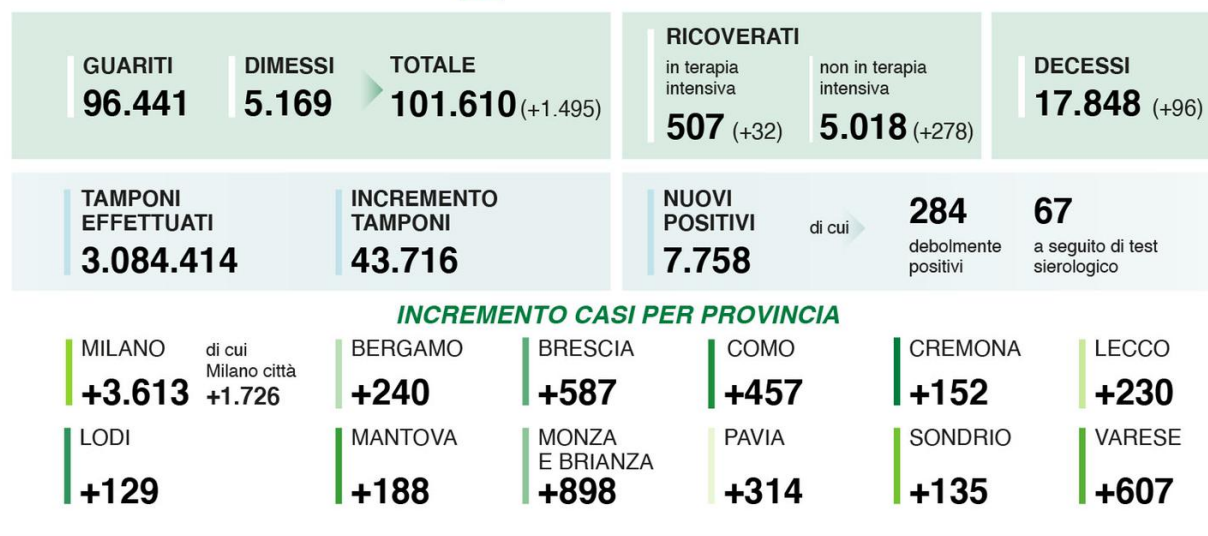 GUARITI
96.441
DIMESSI
5.169
TOTALE
101.610 (+1.495)
RICOVERATI
in terapia
intensiva
507 (+32)
non in terapia
intensiva
5.018 (+278)
DECESSI
17.848 (+96)
TAMPONI
EFFETTUATI
3.084.414
INCREMENTO
TAMPONI
43.716
NUOVI
POSITIVI
7.758
di cui
284
debolmente
positivi
67
a seguito di test
sierologico
INCREMENTO CASI PER PROVINCIA
MILANO
+3.613
di cui
Milano città
+1.726
BERGAMO
+240
BRESCIA
+587
COMO
+457
CREMONA
+152
LECCO
+230
LODI
+129
MANTOVA
+188
MONZA
E BRIANZA
+898
PAVIA
+314
SONDRIO
+135
VARESE
+607